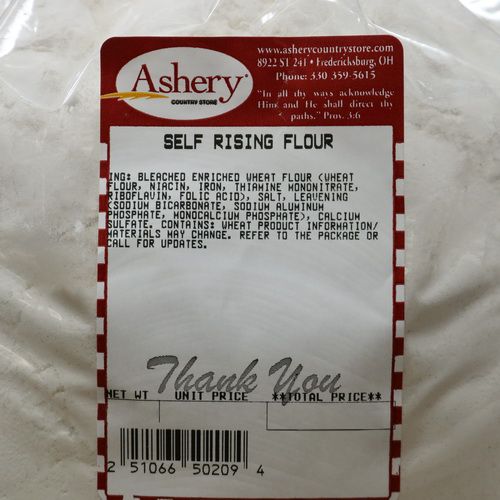 Ashery
COUNTRY STORE
www.asherycountrystore.com
8922 ST 241 • Fredericksburg, OH
Phone: 330 359-5615
"In all thy ways acknowledge
Him and He shall direct thy
paths." Prov. 3:6
SELF RISING FLOUR
ING: BLEACHED ENRICHED WHEAT FLOUR (WHEAT
FLOUR, NIACIN, IRON, THIAMINE MONONITRATE,
RIBOFLAVIN, FOLIC ACID), SALT, LEAVENING
(SODIUM BICARBONATE, SODIUM ALUMINUM
PHOSPHATE, MONOCALCIUM PHOSPHATE), CALCIUM
SULFATE. CONTAINS: WHEAT PRODUCT INFORMATION/
MATERIALS MAY CHANGE. REFER TO THE PACKAGE OR
CALL FOR UPDATES.
Thank You
NET WT UNIT PRICE **TOTAL PRICE**
2 51066 50209 4